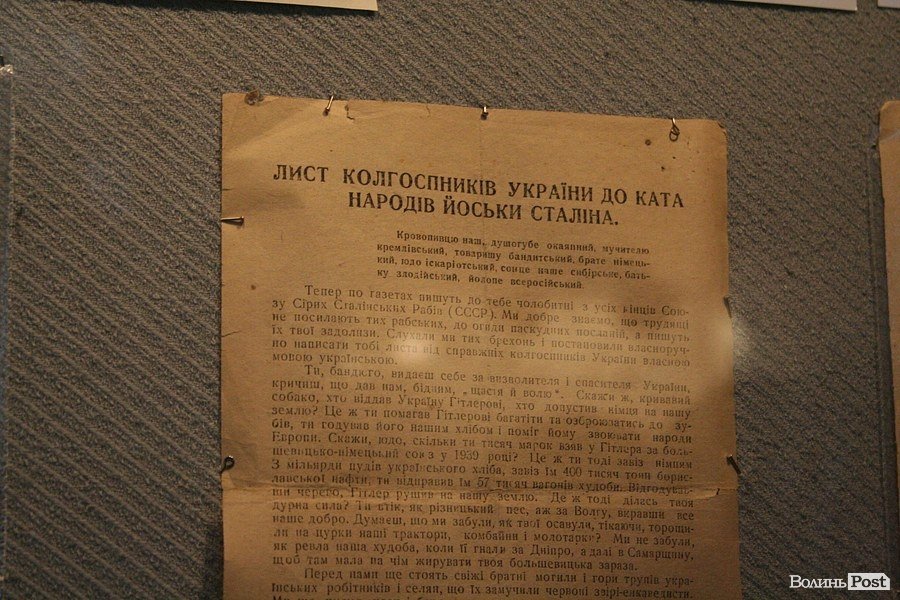 ЛИСТ КОЛГОСПНИКІВ УКРАЇНИ ДО КАТА
НАРОДІВ ЙОСЬКИ СТАЛІНА.
Кровопивцю наш, душогубе окаянний, мучителю
кремлівський, товаришу бандитський, брате німець-
кий, юдо іскаріотський, сонце наше сибірське, бать-
ку злодійський, йолопе всеросійський.
Тепер по газетах пишуть до тебе чолобитні з усіх кінців Сою-
зу Сірих Сталінських Рабів (СССР). Ми добре знаємо, що трудящі
не посилають тих рабських, до огиди паскудних посланій, а пишуть
їх твої задолизи. Слухали ми тих брехонь і постановили власноруч-
но написати тобі листа від справжніх колгоспників України власною
мовою українською.
Ти, бандюго, видаєш себе за визволителя і спасителя України,
кричиш, що дав нам, бідним, „щастя й волю". Скажи ж, кривавий
собако, хто віддав Україну Гітлерові, хто допустив німця на нашу
землю? Це ж ти помагав Гітлерові багатіти та озброюватись до зу-
бів, ти годував його нашим хлібом і поміг йому звоювати народи
Европи. Скажи, юдо, скільки ти тисяч марок взяв у Гітлера за боль-
шевицько-німецький союз у 1939 році? Це ж ти тоді завіз німцям
3 мільярди пудів українського хліба, завіз їм 400 тисяч тонн борис-
лавської нафти, ти відправив їм 57 тисяч вагонів худоби. Відгодував-
ши черево, Гітлер рушив на нашу землю. Де ж тоді ділась твоя
дурна сила? Ти втік, як різницький пес, аж за Волгу, вкравши все
наше добро. Думаєш, що ми забули, як твої осавули, тікаючи, торощи-
ли на цурки наші трактори, комбайни і молотарки? Ми не забули,
як ревла наша худоба, коли її гнали за Дніпро, а далі в Самарщину,
щоб там мала на чім жирувати твоя большевицька зараза.
Перед нами ще стоять свіжі братні могили і гори трупів укра-
їнських робітників і селян, що їх замучили червоні звірі-енкаведисти.
Волинь Post